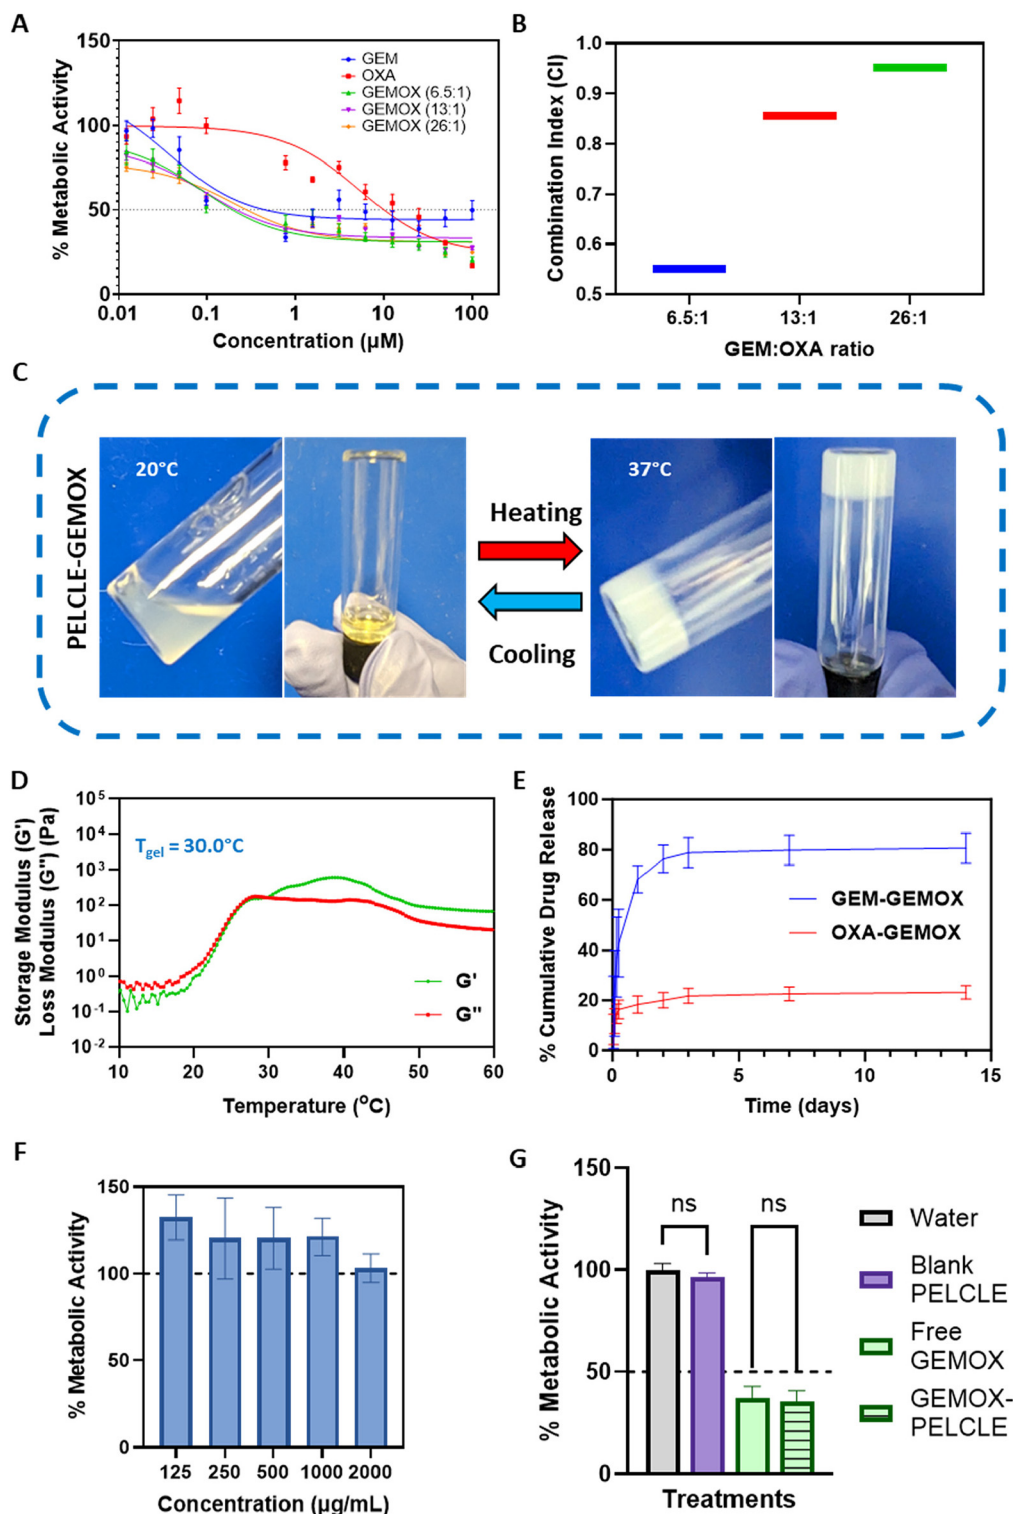 A
% Metabolic Activity
150
100
50
0
0.01
0.1
1
10
100
Concentration (µM)
GEM
OXA
GEMOX (6.5:1)
GEMOX (13:1)
GEMOX (26:1)
B
Combination Index (CI)
1.0
0.9
0.8
0.7
0.6
0.5
6.5:1
13:1
26:1
GEM:OXA ratio
C
PELCLE-GEMOX
20°C
Heating
Cooling
37°C
D
Storage Modulus (G')
Loss Modulus (G") (Pa)
10⁵
10⁴
10³
10²
10¹
10⁰
10⁻¹
10⁻²
Tgel = 30.0°C
G'
G"
10
20
30
40
50
60
Temperature (°C)
E
% Cumulative Drug Release
100
80
60
40
20
0
GEM-GEMOX
OXA-GEMOX
0
5
10
15
Time (days)
F
% Metabolic Activity
150
100
50
0
125
250
500
1000
2000
Concentration (µg/mL)
G
% Metabolic Activity
150
100
50
0
ns
ns
Treatments
Water
Blank
PELCLE
Free
GEMOX
GEMOX-
PELCLE